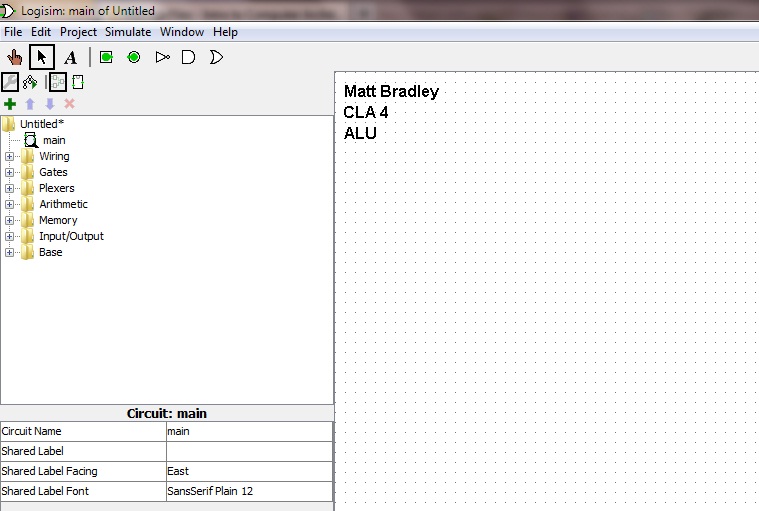 Logisim: main of Untitled
File Edit Project Simulate Window Help
A
Untitled*
main
Wiring
Gates
Plexers
Arithmetic
Memory
Input/Output
Base
Circuit: main
Circuit Name main
Shared Label
Shared Label Facing East
Shared Label Font SansSerif Plain 12
Matt Bradley
CLA 4
ALU